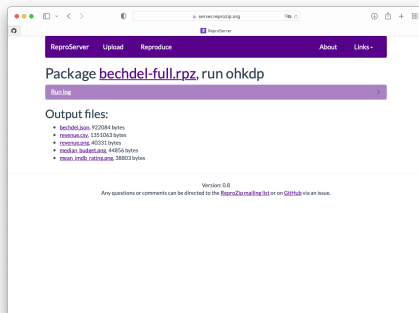 server.reprozip.org
ReproServer
ReproServer Upload Reproduce About Links
Package bechdel-full.rpz, run ohkdp
Run log
Output files:
bechdel.json, 922084 bytes
revenue.csv, 1351063 bytes
revenue.png, 40331 bytes
median_budget.png, 44856 bytes
mean_imdb_rating.png, 38803 bytes
Version: 0.8
Any questions or comments can be directed to the ReproZip mailing list or on GitHub via an issue.